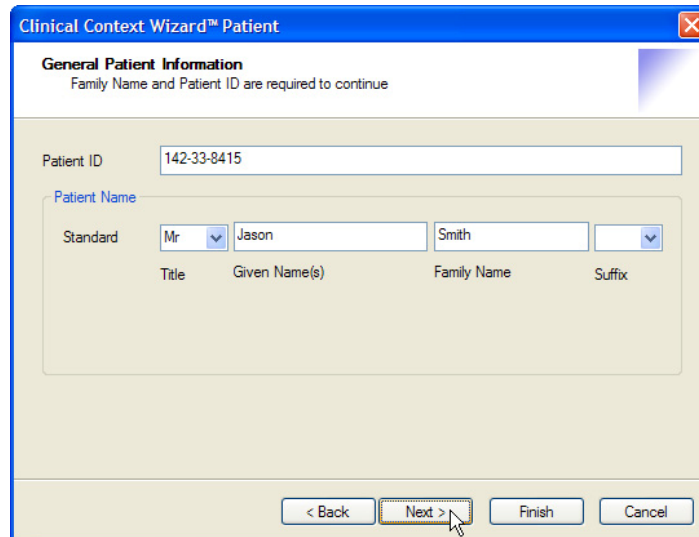 Clinical Context Wizard™ Patient
General Patient Information
Family Name and Patient ID are required to continue
Patient ID 142-33-8415
Patient Name
Standard Mr Jason Smith
Title Given Name(s) Family Name Suffix
< Back Next > Finish Cancel